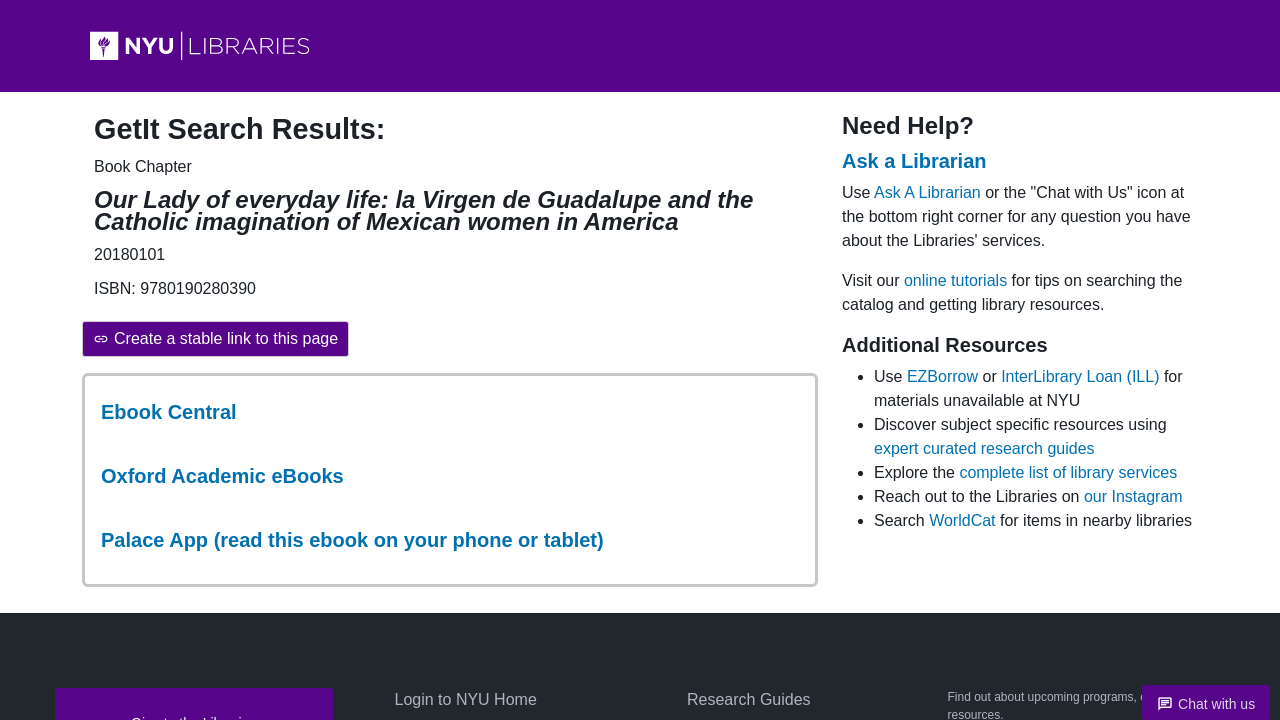 NYU | LIBRARIES
GetIt Search Results:
Book Chapter
Our Lady of everyday life: la Virgen de Guadalupe and the
Catholic imagination of Mexican women in America
20180101
ISBN: 9780190280390
Create a stable link to this page
Ebook Central
Oxford Academic eBooks
Palace App (read this ebook on your phone or tablet)
Need Help?
Ask a Librarian
Use Ask A Librarian or the "Chat with Us" icon at
the bottom right corner for any question you have
about the Libraries' services.
Visit our online tutorials for tips on searching the
catalog and getting library resources.
Additional Resources
Use EZBorrow or InterLibrary Loan (ILL) for
materials unavailable at NYU
Discover subject specific resources using
expert curated research guides
Explore the complete list of library services
Reach out to the Libraries on our Instagram
Search WorldCat for items in nearby libraries
Login to NYU Home
Research Guides
Find out about upcoming programs,
resources.
Chat with us